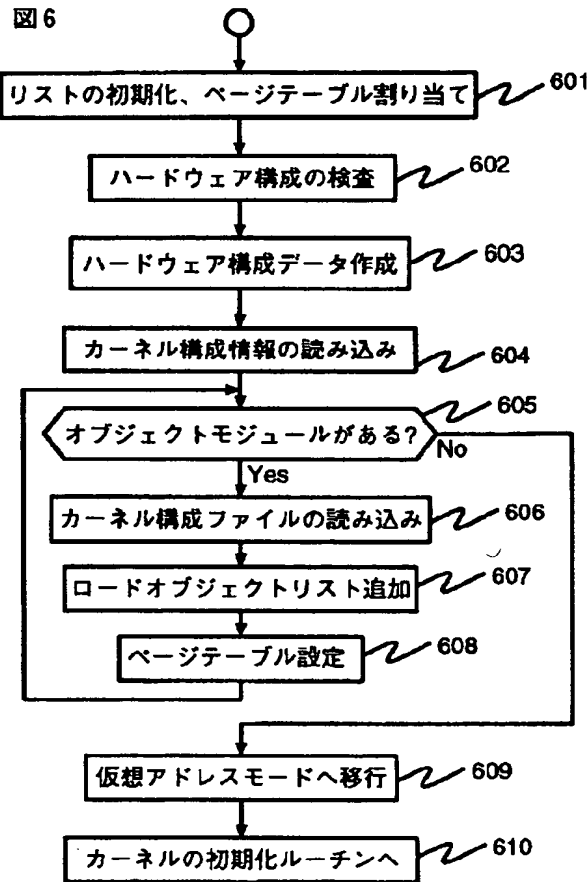 図6
リストの初期化、ページテーブル割り当て
601
ハードウェア構成の検査
602
ハードウェア構成データ作成
603
カーネル構成情報の読み込み
604
オブジェクトモジュールがある?
605
No
Yes
カーネル構成ファイルの読み込み
606
ロードオブジェクトリスト追加
607
ページテーブル設定
608
仮想アドレスモードへ移行
609
カーネルの初期化ルーチンへ
610